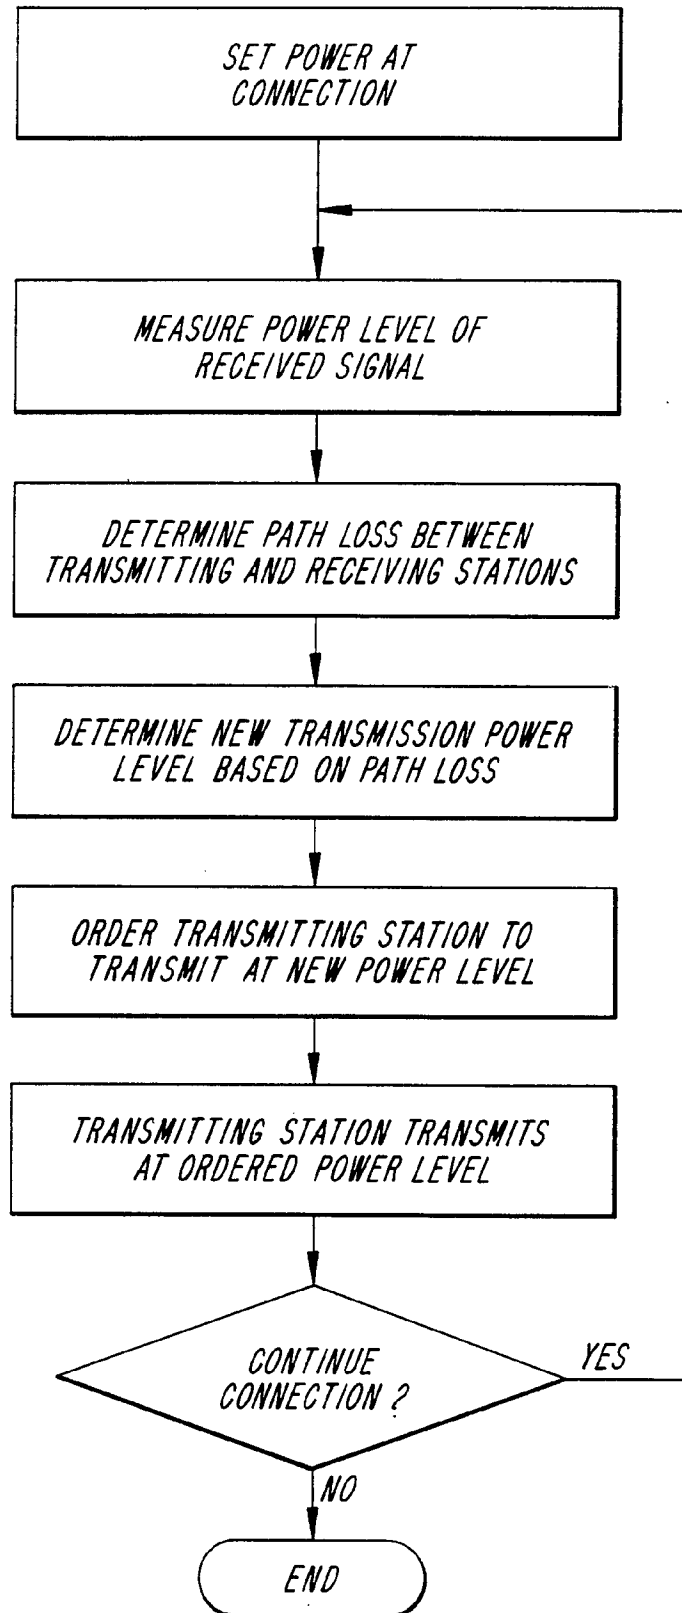 SET POWER AT
CONNECTION
MEASURE POWER LEVEL OF
RECEIVED SIGNAL
DETERMINE PATH LOSS BETWEEN
TRANSMITTING AND RECEIVING STATIONS
DETERMINE NEW TRANSMISSION POWER
LEVEL BASED ON PATH LOSS
ORDER TRANSMITTING STATION TO
TRANSMIT AT NEW POWER LEVEL
TRANSMITTING STATION TRANSMITS
AT ORDERED POWER LEVEL
CONTINUE
CONNECTION ?
YES
NO
END